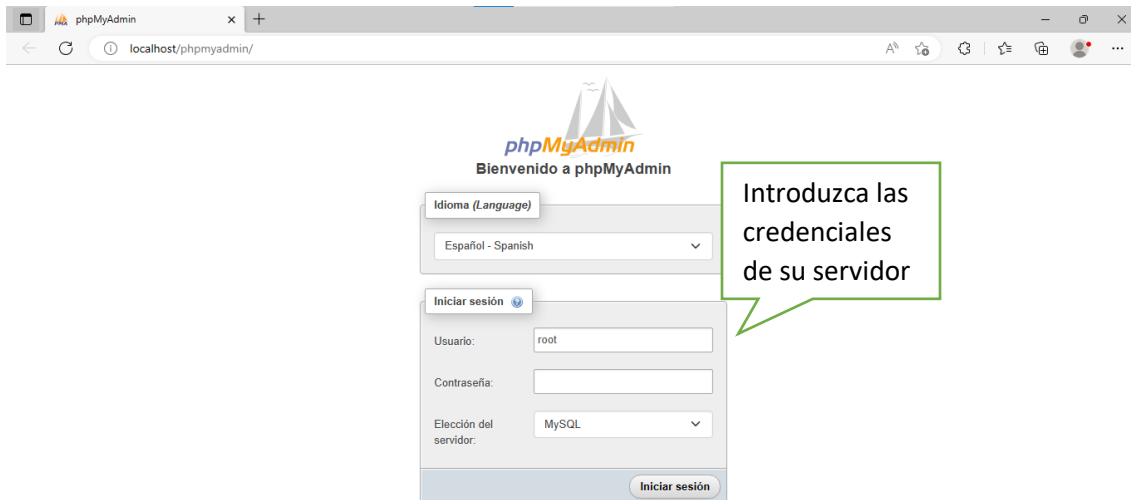 phpMyAdmin
localhost/phpmyadmin/
phpMyAdmin
Bienvenido a phpMyAdmin
Idioma (Language)
Español - Spanish
Introduzca las
credenciales
de su servidor
Iniciar sesión
Usuario:
root
Contraseña:
Elección del
servidor:
MySQL
Iniciar sesión